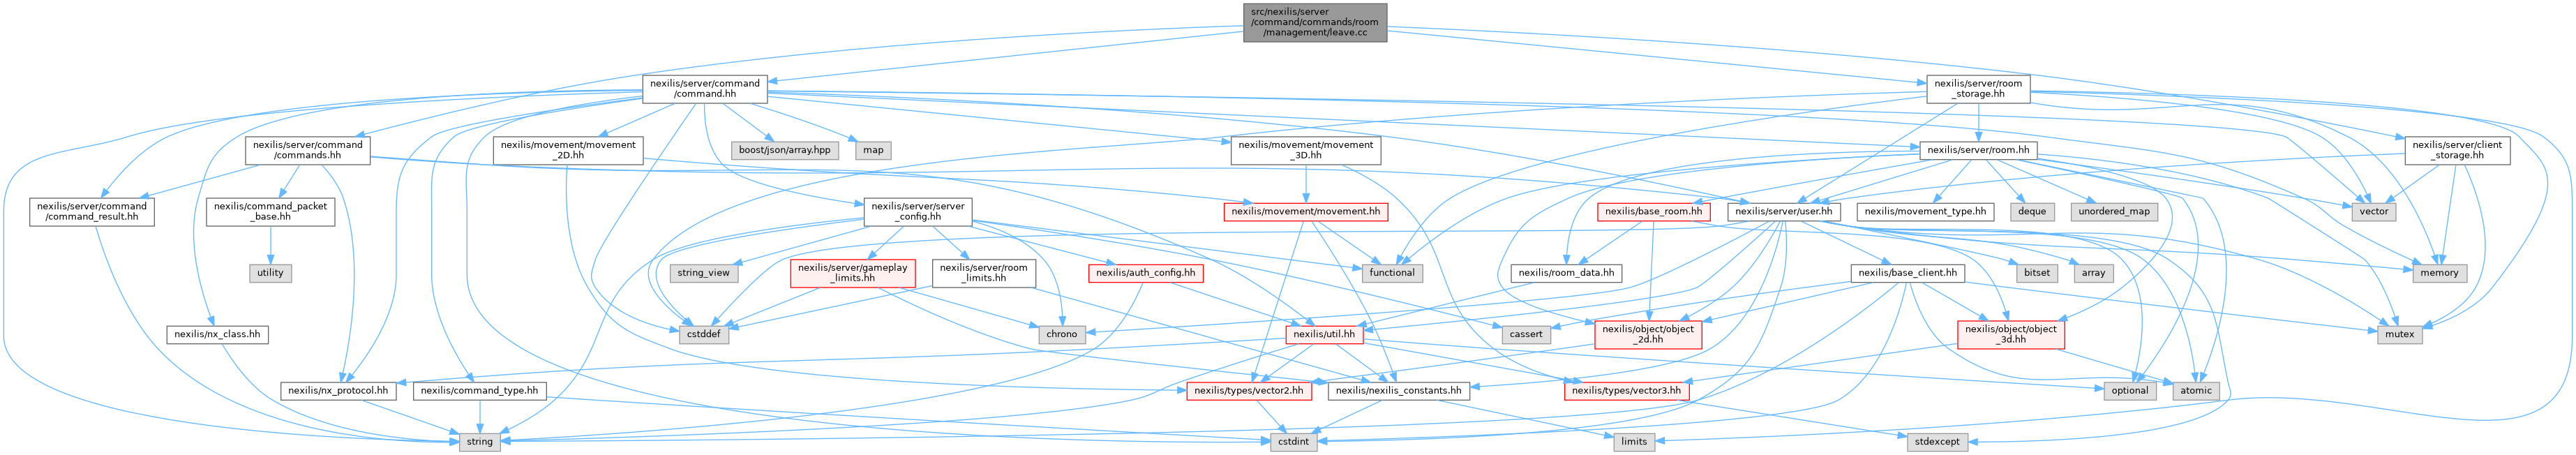 src/nexilis/server
/command/commands/room
/management/leave.cc
nexilis/server/command
/command.hh
nexilis/server/room
_storage.hh
nexilis/server/command
/commands.hh
nexilis/movement/movement
_2D.hh
boost/json/array.hpp
map
nexilis/movement/movement
_3D.hh
nexilis/server/room.hh
nexilis/server/client
_storage.hh
nexilis/server/command
/command_result.hh
nexilis/command_packet
_base.hh
nexilis/server/server
_config.hh
nexilis/movement/movement.hh
nexilis/base_room.hh
nexilis/server/user.hh
nexilis/movement_type.hh
deque
unordered_map
vector
utility
string_view
nexilis/server/gameplay
_limits.hh
nexilis/server/room
_limits.hh
nexilis/auth_config.hh
functional
nexilis/room_data.hh
nexilis/base_client.hh
bitset
array
memory
nexilis/nx_class.hh
cstddef
chrono
nexilis/util.hh
cassert
nexilis/object/object
_2d.hh
nexilis/object/object
_3d.hh
mutex
nexilis/nx_protocol.hh
nexilis/command_type.hh
nexilis/types/vector2.hh
nexilis/nexilis_constants.hh
nexilis/types/vector3.hh
optional
atomic
string
cstdint
limits
stdexcept